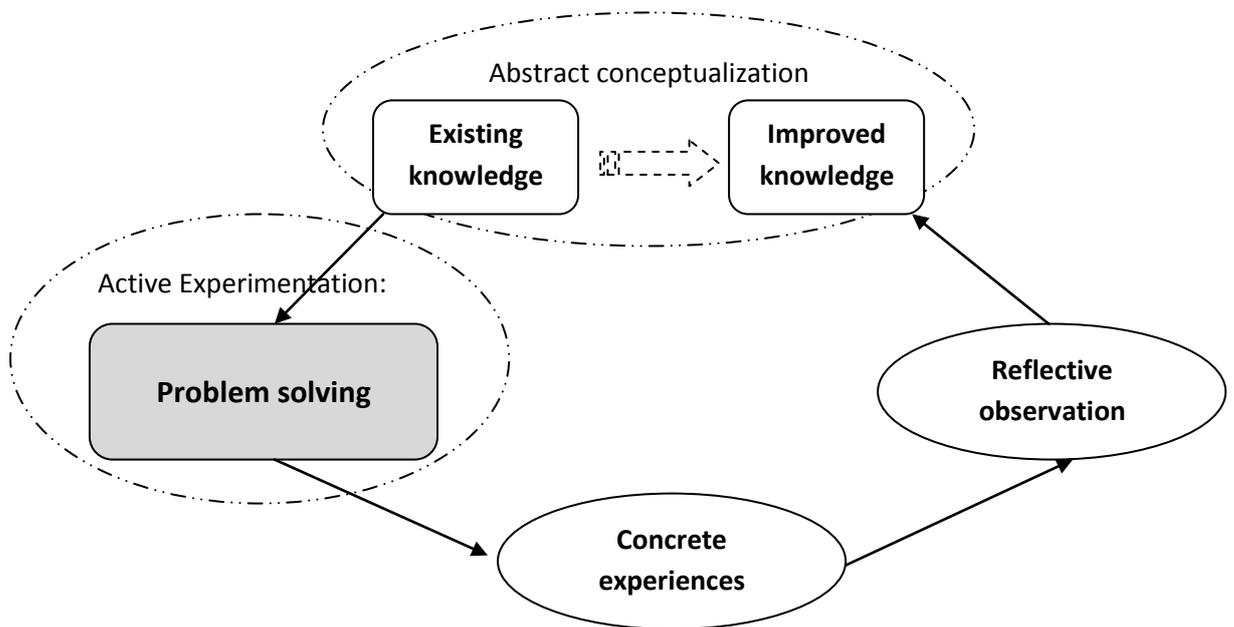 Abstract conceptualization
Existing
knowledge
Improved
knowledge
Active Experimentation:
Problem solving
Reflective
observation
Concrete
experiences